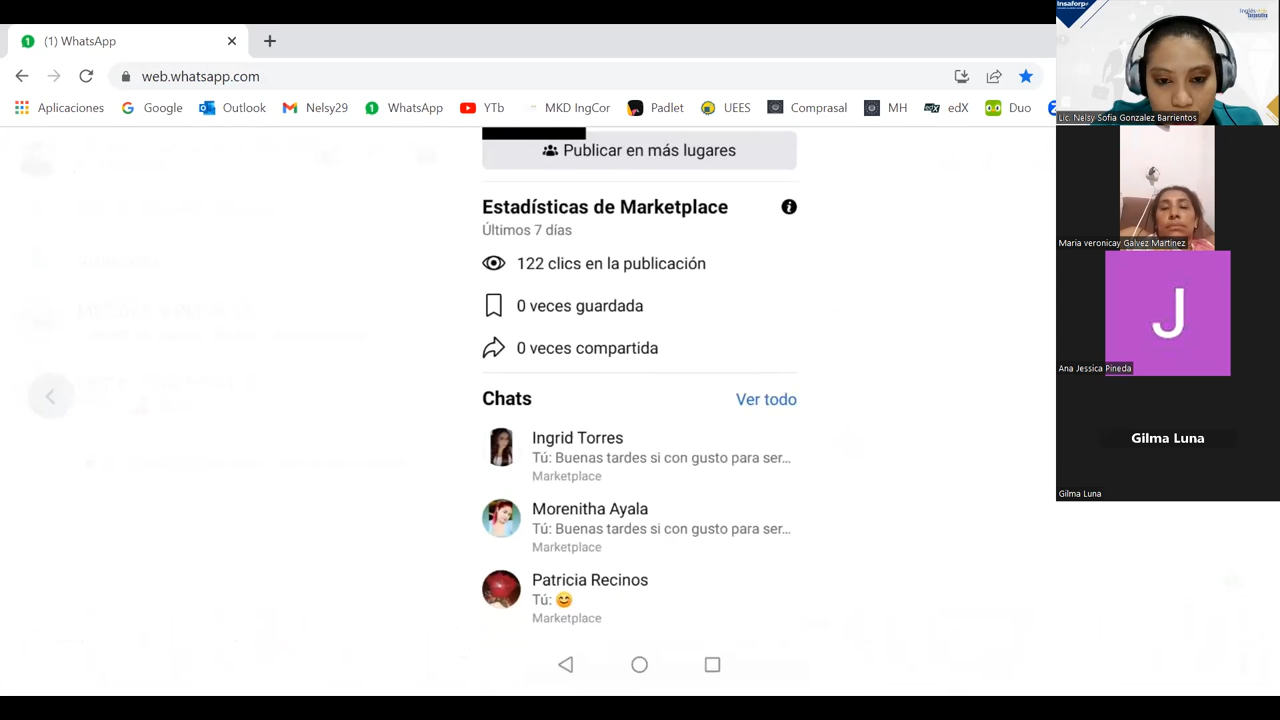 (1) WhatsApp
web.whatsapp.com
Aplicaciones Google Outlook Nelsy29 WhatsApp YTb MKD IngCor Padlet UEES Comprasal MH edX Duo
Publicar en más lugares
Estadísticas de Marketplace
Últimos 7 días
122 clics en la publicación
0 veces guardada
0 veces compartida
Chats Ver todo
Ingrid Torres
Tú: Buenas tardes si con gusto para ser...
Marketplace
Morenitha Ayala
Tú: Buenas tardes si con gusto para ser...
Marketplace
Patricia Recinos
Tú: 😊
Marketplace
Insaforp
Lic. Nelsy Sofia Gonzalez Barrientos
Maria veronicay Galvez Martinez
J
Ana Jessica Pineda
Gilma Luna
Gilma Luna